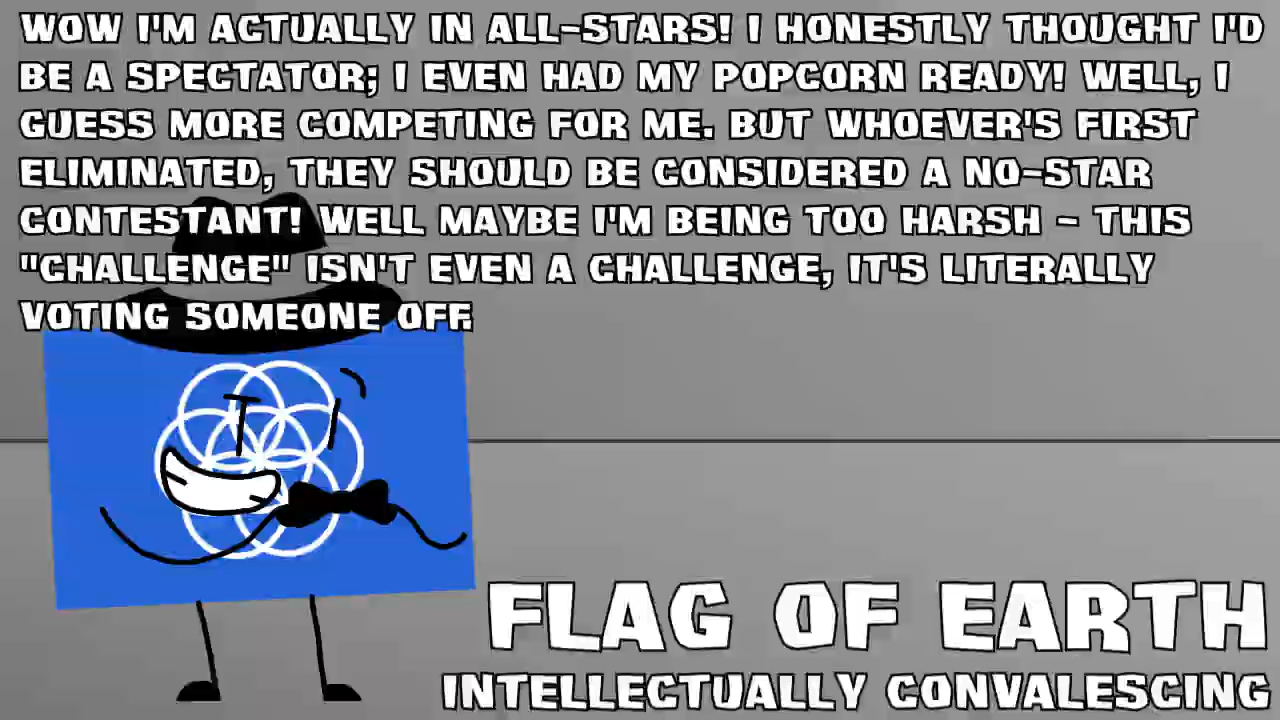 WOW I'M ACTUALLY IN ALL-STARS! I HONESTLY THOUGHT I'D
BE A SPECTATOR; I EVEN HAD MY POPCORN READY! WELL, I
GUESS MORE COMPETING FOR ME. BUT WHOEVER'S FIRST
ELIMINATED, THEY SHOULD BE CONSIDERED A NO-STAR
CONTESTANT! WELL MAYBE I'M BEING TOO HARSH - THIS
"CHALLENGE" ISN'T EVEN A CHALLENGE, IT'S LITERALLY
VOTING SOMEONE OFF.
FLAG OF EARTH
INTELLECTUALLY CONVALESCING